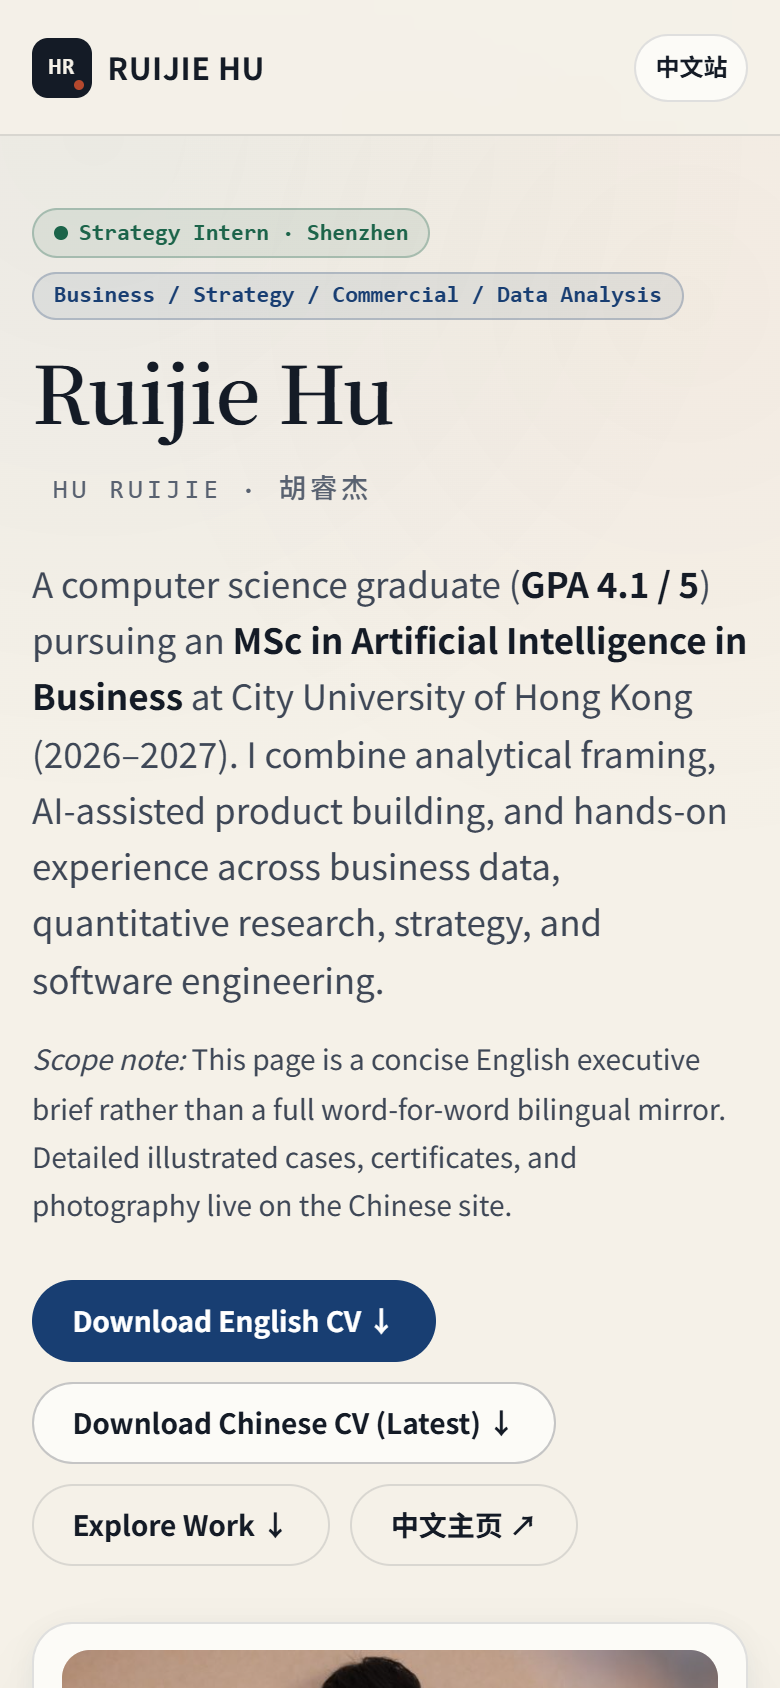 HR RUIJIE HU 中文站
Strategy Intern · Shenzhen
Business / Strategy / Commercial / Data Analysis
Ruijie Hu
HU RUIJIE · 胡睿杰
A computer science graduate (GPA 4.1 / 5)
pursuing an MSc in Artificial Intelligence in
Business at City University of Hong Kong
(2026–2027). I combine analytical framing,
AI-assisted product building, and hands-on
experience across business data,
quantitative research, strategy, and
software engineering.
Scope note: This page is a concise English executive
brief rather than a full word-for-word bilingual mirror.
Detailed illustrated cases, certificates, and
photography live on the Chinese site.
Download English CV ↓
Download Chinese CV (Latest) ↓
Explore Work ↓ 中文主页 ↗